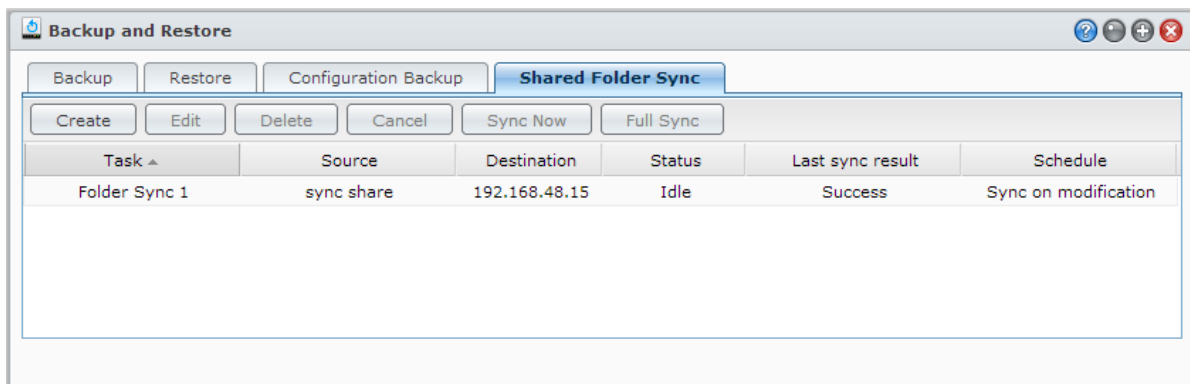 Backup and Restore
Backup Restore Configuration Backup Shared Folder Sync
Create Edit Delete Cancel Sync Now Full Sync
Task Source Destination Status Last sync result Schedule
Folder Sync 1 sync share 192.168.48.15 Idle Success Sync on modification